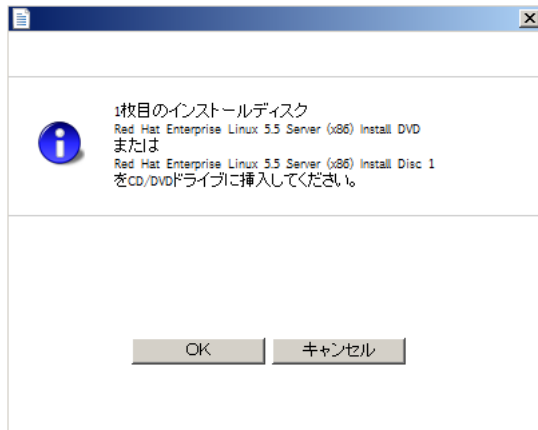 1枚目のインストールディスク
Red Hat Enterprise Linux 5.5 Server (x86) Install DVD
または
Red Hat Enterprise Linux 5.5 Server (x86) Install Disc 1
をCD/DVDドライブに挿入してください。
OK キャンセル